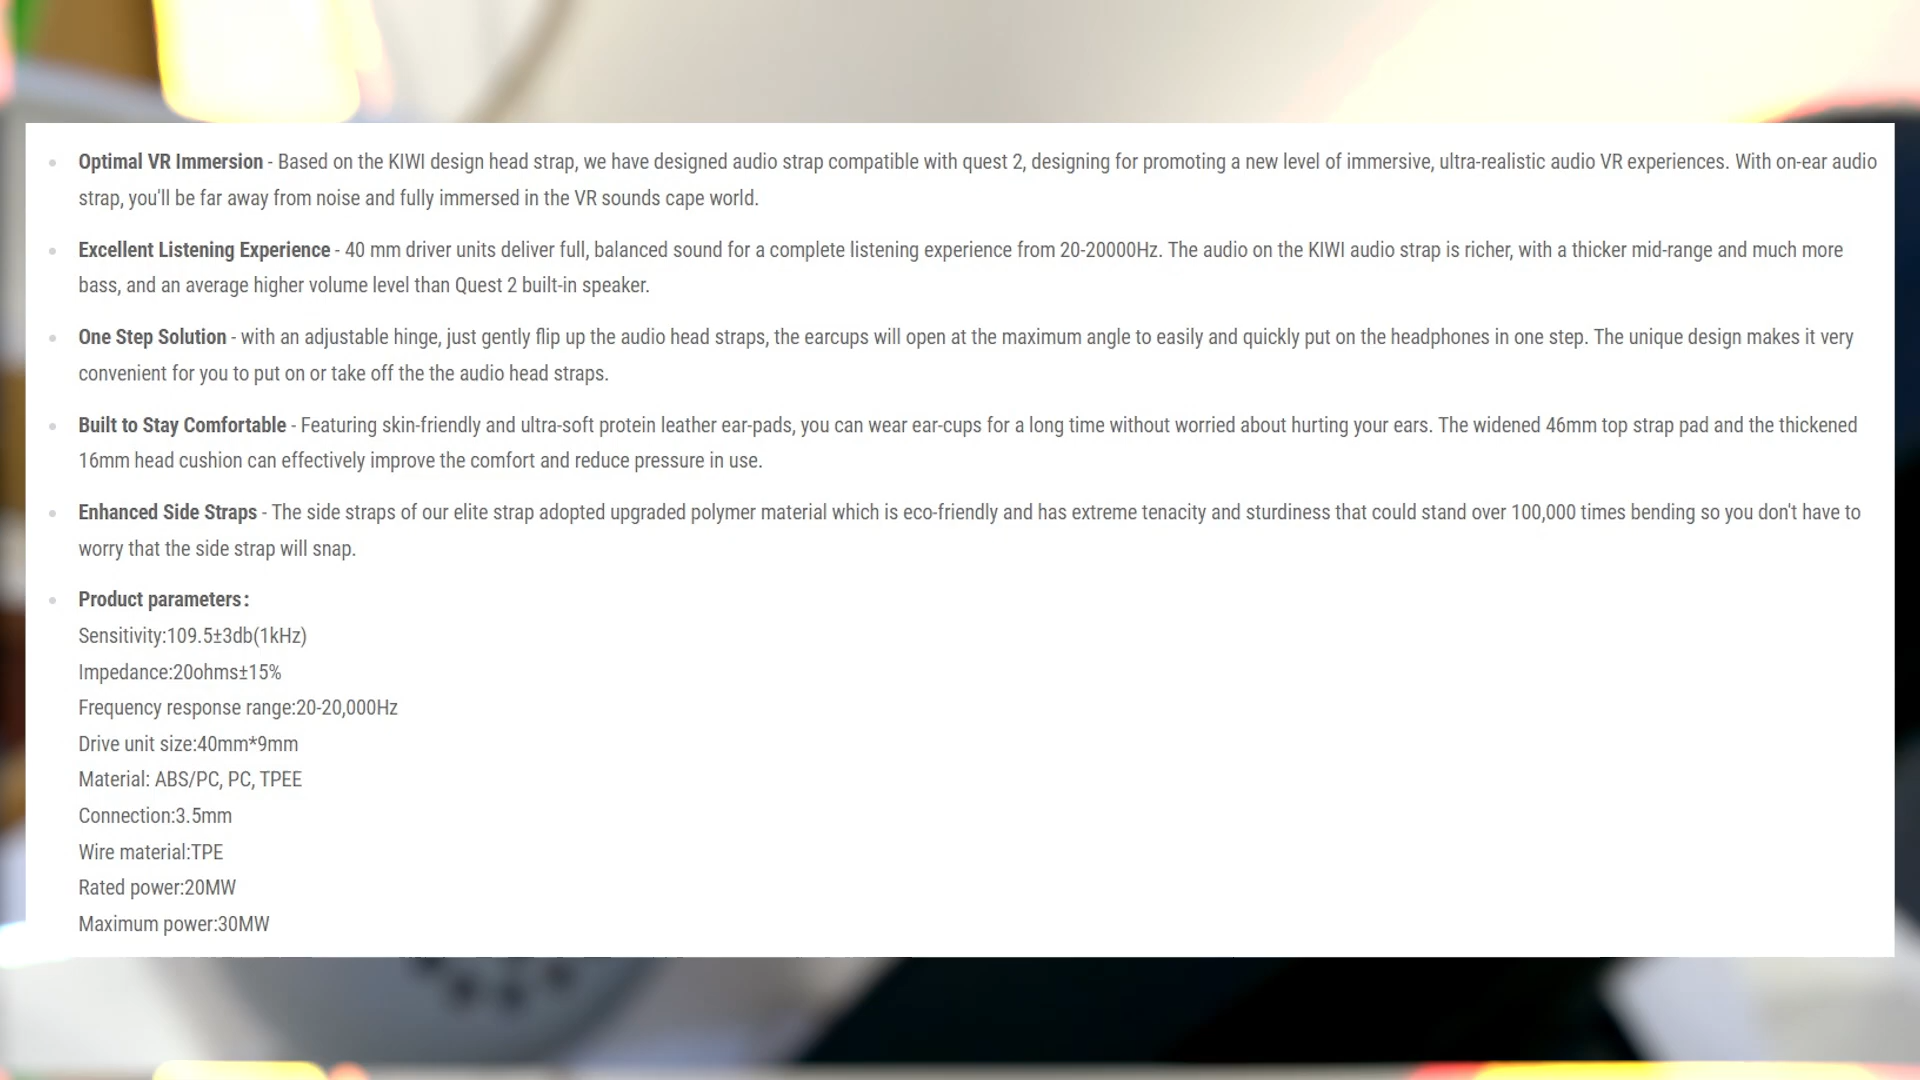 Optimal VR Immersion - Based on the KIWI design head strap, we have designed audio strap compatible with quest 2, designing for promoting a new level of immersive, ultra-realistic audio VR experiences. With on-ear audio
strap, you'll be far away from noise and fully immersed in the VR sounds cape world.
Excellent Listening Experience - 40 mm driver units deliver full, balanced sound for a complete listening experience from 20-20000Hz. The audio on the KIWI audio strap is richer, with a thicker mid-range and much more
bass, and an average higher volume level than Quest 2 built-in speaker.
One Step Solution - with an adjustable hinge, just gently flip up the audio head straps, the earcups will open at the maximum angle to easily and quickly put on the headphones in one step. The unique design makes it very
convenient for you to put on or take off the the audio head straps.
Built to Stay Comfortable - Featuring skin-friendly and ultra-soft protein leather ear-pads, you can wear ear-cups for a long time without worried about hurting your ears. The widened 46mm top strap pad and the thickened
16mm head cushion can effectively improve the comfort and reduce pressure in use.
Enhanced Side Straps - The side straps of our elite strap adopted upgraded polymer material which is eco-friendly and has extreme tenacity and sturdiness that could stand over 100,000 times bending so you don't have to
worry that the side strap will snap.
Product parameters:
Sensitivity:109.5±3db(1kHz)
Impedance:20ohms±15%
Frequency response range:20-20,000Hz
Drive unit size:40mm*9mm
Material: ABS/PC, PC, TPEE
Connection:3.5mm
Wire material:TPE
Rated power:20MW
Maximum power:30MW